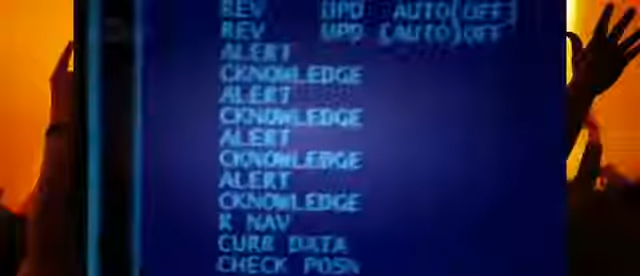 REV UPD AUTO(OFF)
REV UPD (AUTO)OFF
ALERT
CKNOWLEDGE
ALERT
CKNOWLEDGE
ALERT
CKNOWLEDGE
ALERT
CKNOWLEDGE
R NAV
CURR DATA
CHECK POSN